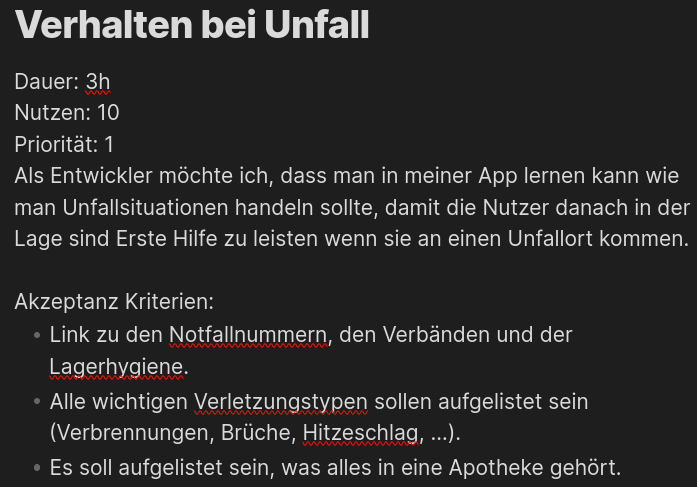 Verhalten bei Unfall
Dauer: 3h
Nutzen: 10
Priorität: 1
Als Entwickler möchte ich, dass man in meiner App lernen kann wie
man Unfallsituationen handeln sollte, damit die Nutzer danach in der
Lage sind Erste Hilfe zu leisten wenn sie an einen Unfallort kommen.
Akzeptanz Kriterien:
• Link zu den Notfallnummern, den Verbänden und der
Lagerhygiene.
• Alle wichtigen Verletzungstypen sollen aufgelistet sein
(Verbrennungen, Brüche, Hitzeschlag, ...).
• Es soll aufgelistet sein, was alles in eine Apotheke gehört.